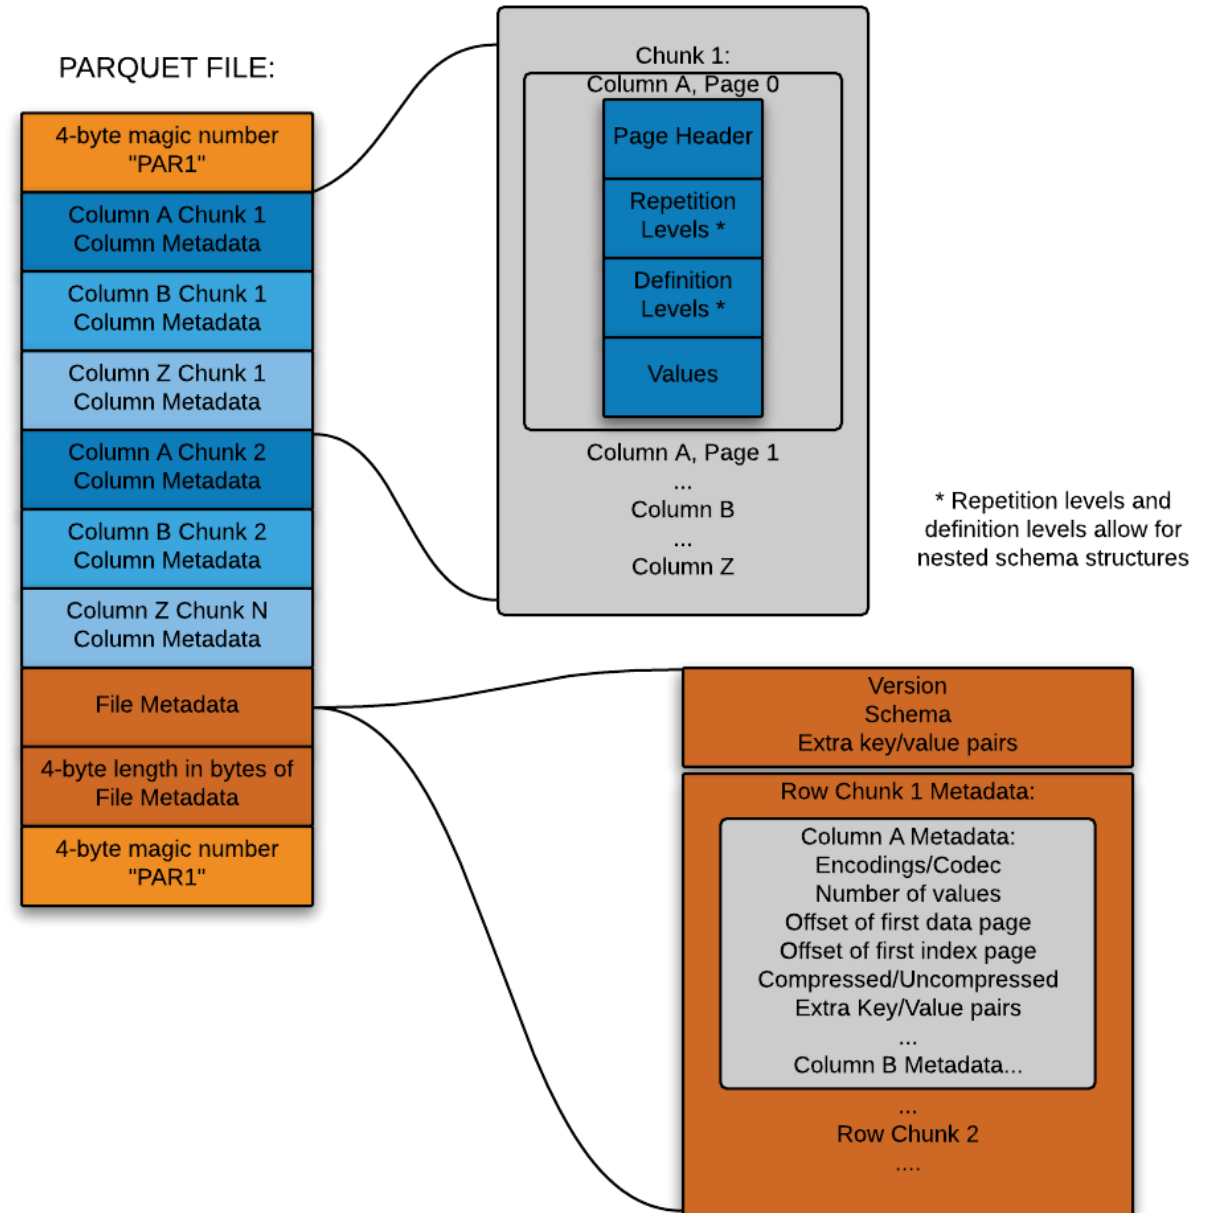 PARQUET FILE:
4-byte magic number
"PAR1"
Column A Chunk 1
Column Metadata
Column B Chunk 1
Column Metadata
Column Z Chunk 1
Column Metadata
Column A Chunk 2
Column Metadata
Column B Chunk 2
Column Metadata
Column Z Chunk N
Column Metadata
File Metadata
4-byte length in bytes of
File Metadata
4-byte magic number
"PAR1"
Chunk 1:
Column A, Page 0
Page Header
Repetition
Levels *
Definition
Levels *
Values
Column A, Page 1
...
Column B
...
Column Z
* Repetition levels and
definition levels allow for
nested schema structures
Version
Schema
Extra key/value pairs
Row Chunk 1 Metadata:
Column A Metadata:
Encodings/Codec
Number of values
Offset of first data page
Offset of first index page
Compressed/Uncompressed
Extra Key/Value pairs
...
Column B Metadata...
...
Row Chunk 2
....